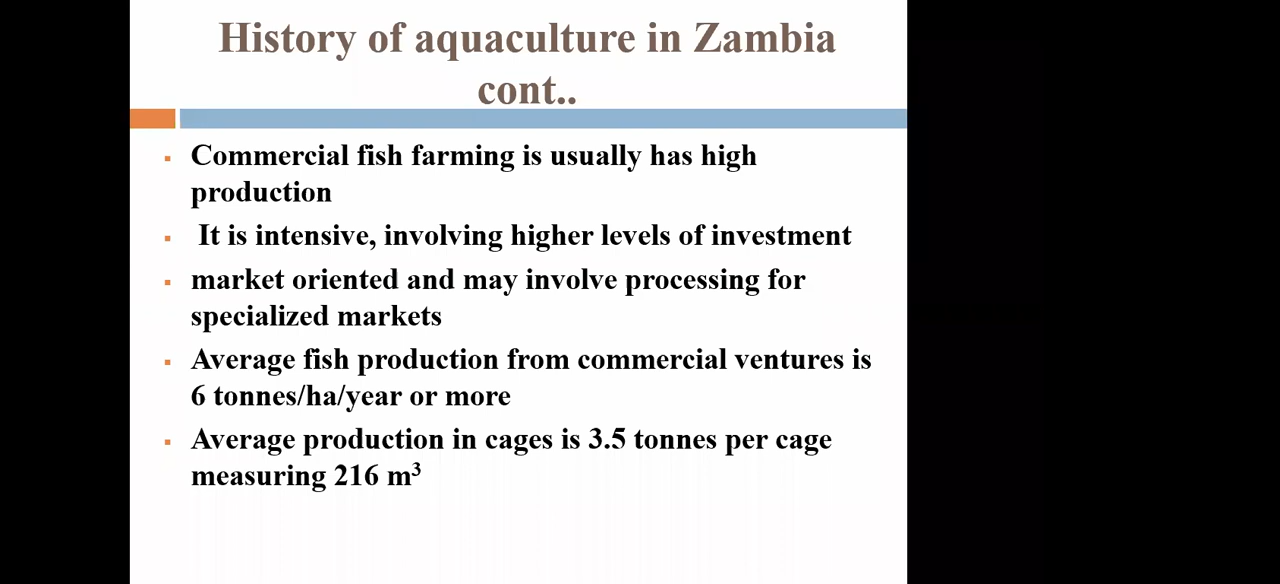 History of aquaculture in Zambia
cont..
Commercial fish farming is usually has high
production
It is intensive, involving higher levels of investment
market oriented and may involve processing for
specialized markets
Average fish production from commercial ventures is
6 tonnes/ha/year or more
Average production in cages is 3.5 tonnes per cage
measuring 216 m³